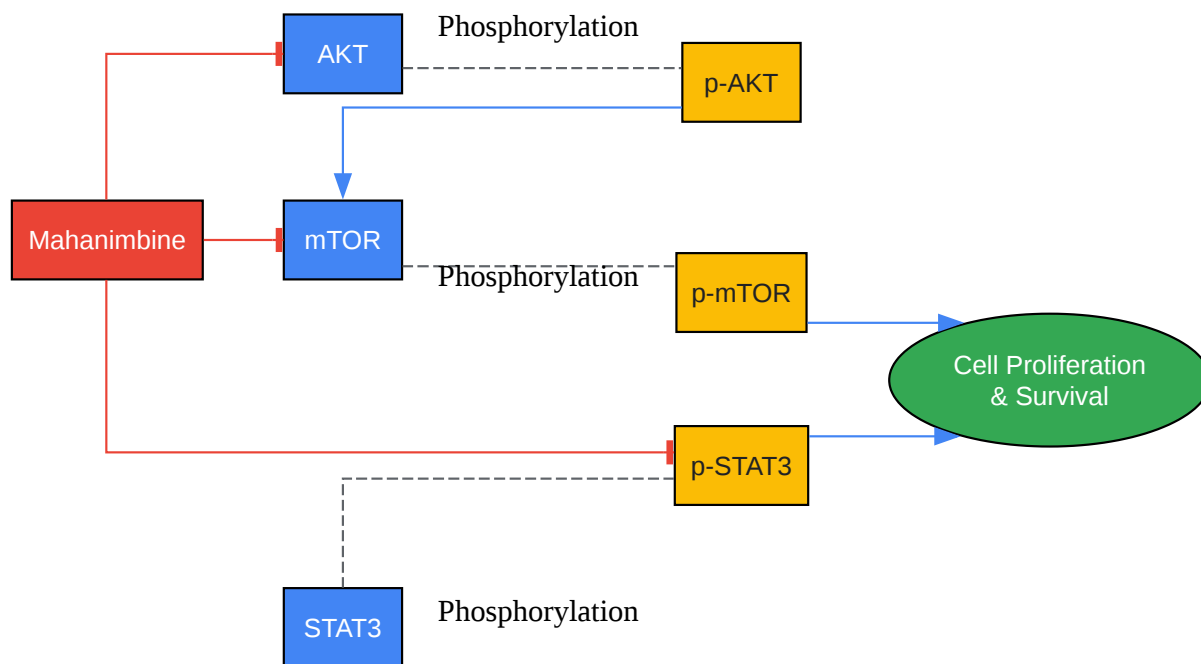 Phosphorylation
AKT
p-AKT
Mahanimbine
mTOR
Phosphorylation
p-mTOR
Cell Proliferation
& Survival
p-STAT3
Phosphorylation
STAT3